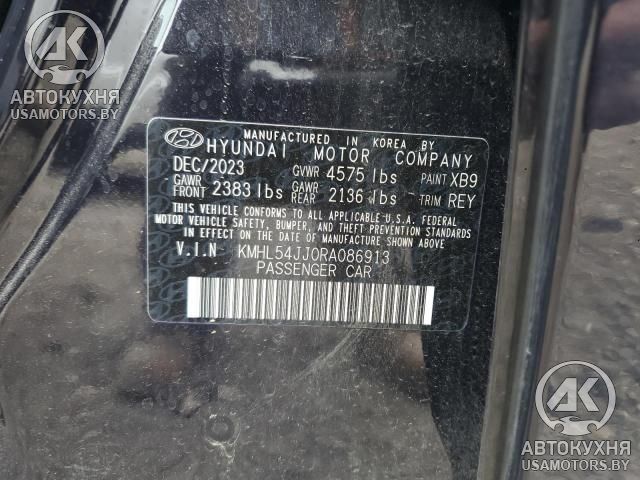 AK
АВТОКУХНЯ
USAMOTORS.BY
MANUFACTURED IN KOREA BY
HYUNDAI MOTOR COMPANY
DEC/2023 GVWR 4575 lbs PAINT XB9
GAWR FRONT 2383 lbs GAWR REAR 2136 lbs TRIM REY
THIS VEHICLE CONFORMS TO ALL APPLICABLE U.S.A. FEDERAL
MOTOR VEHICLE SAFETY, BUMPER, AND THEFT PREVENTION STANDARDS
IN EFFECT ON THE DATE OF MANUFACTURE SHOWN ABOVE.
V.I.N KMHL54JJ0RA086913
PASSENGER CAR
AK
АВТОКУХНЯ
USAMOTORS.BY